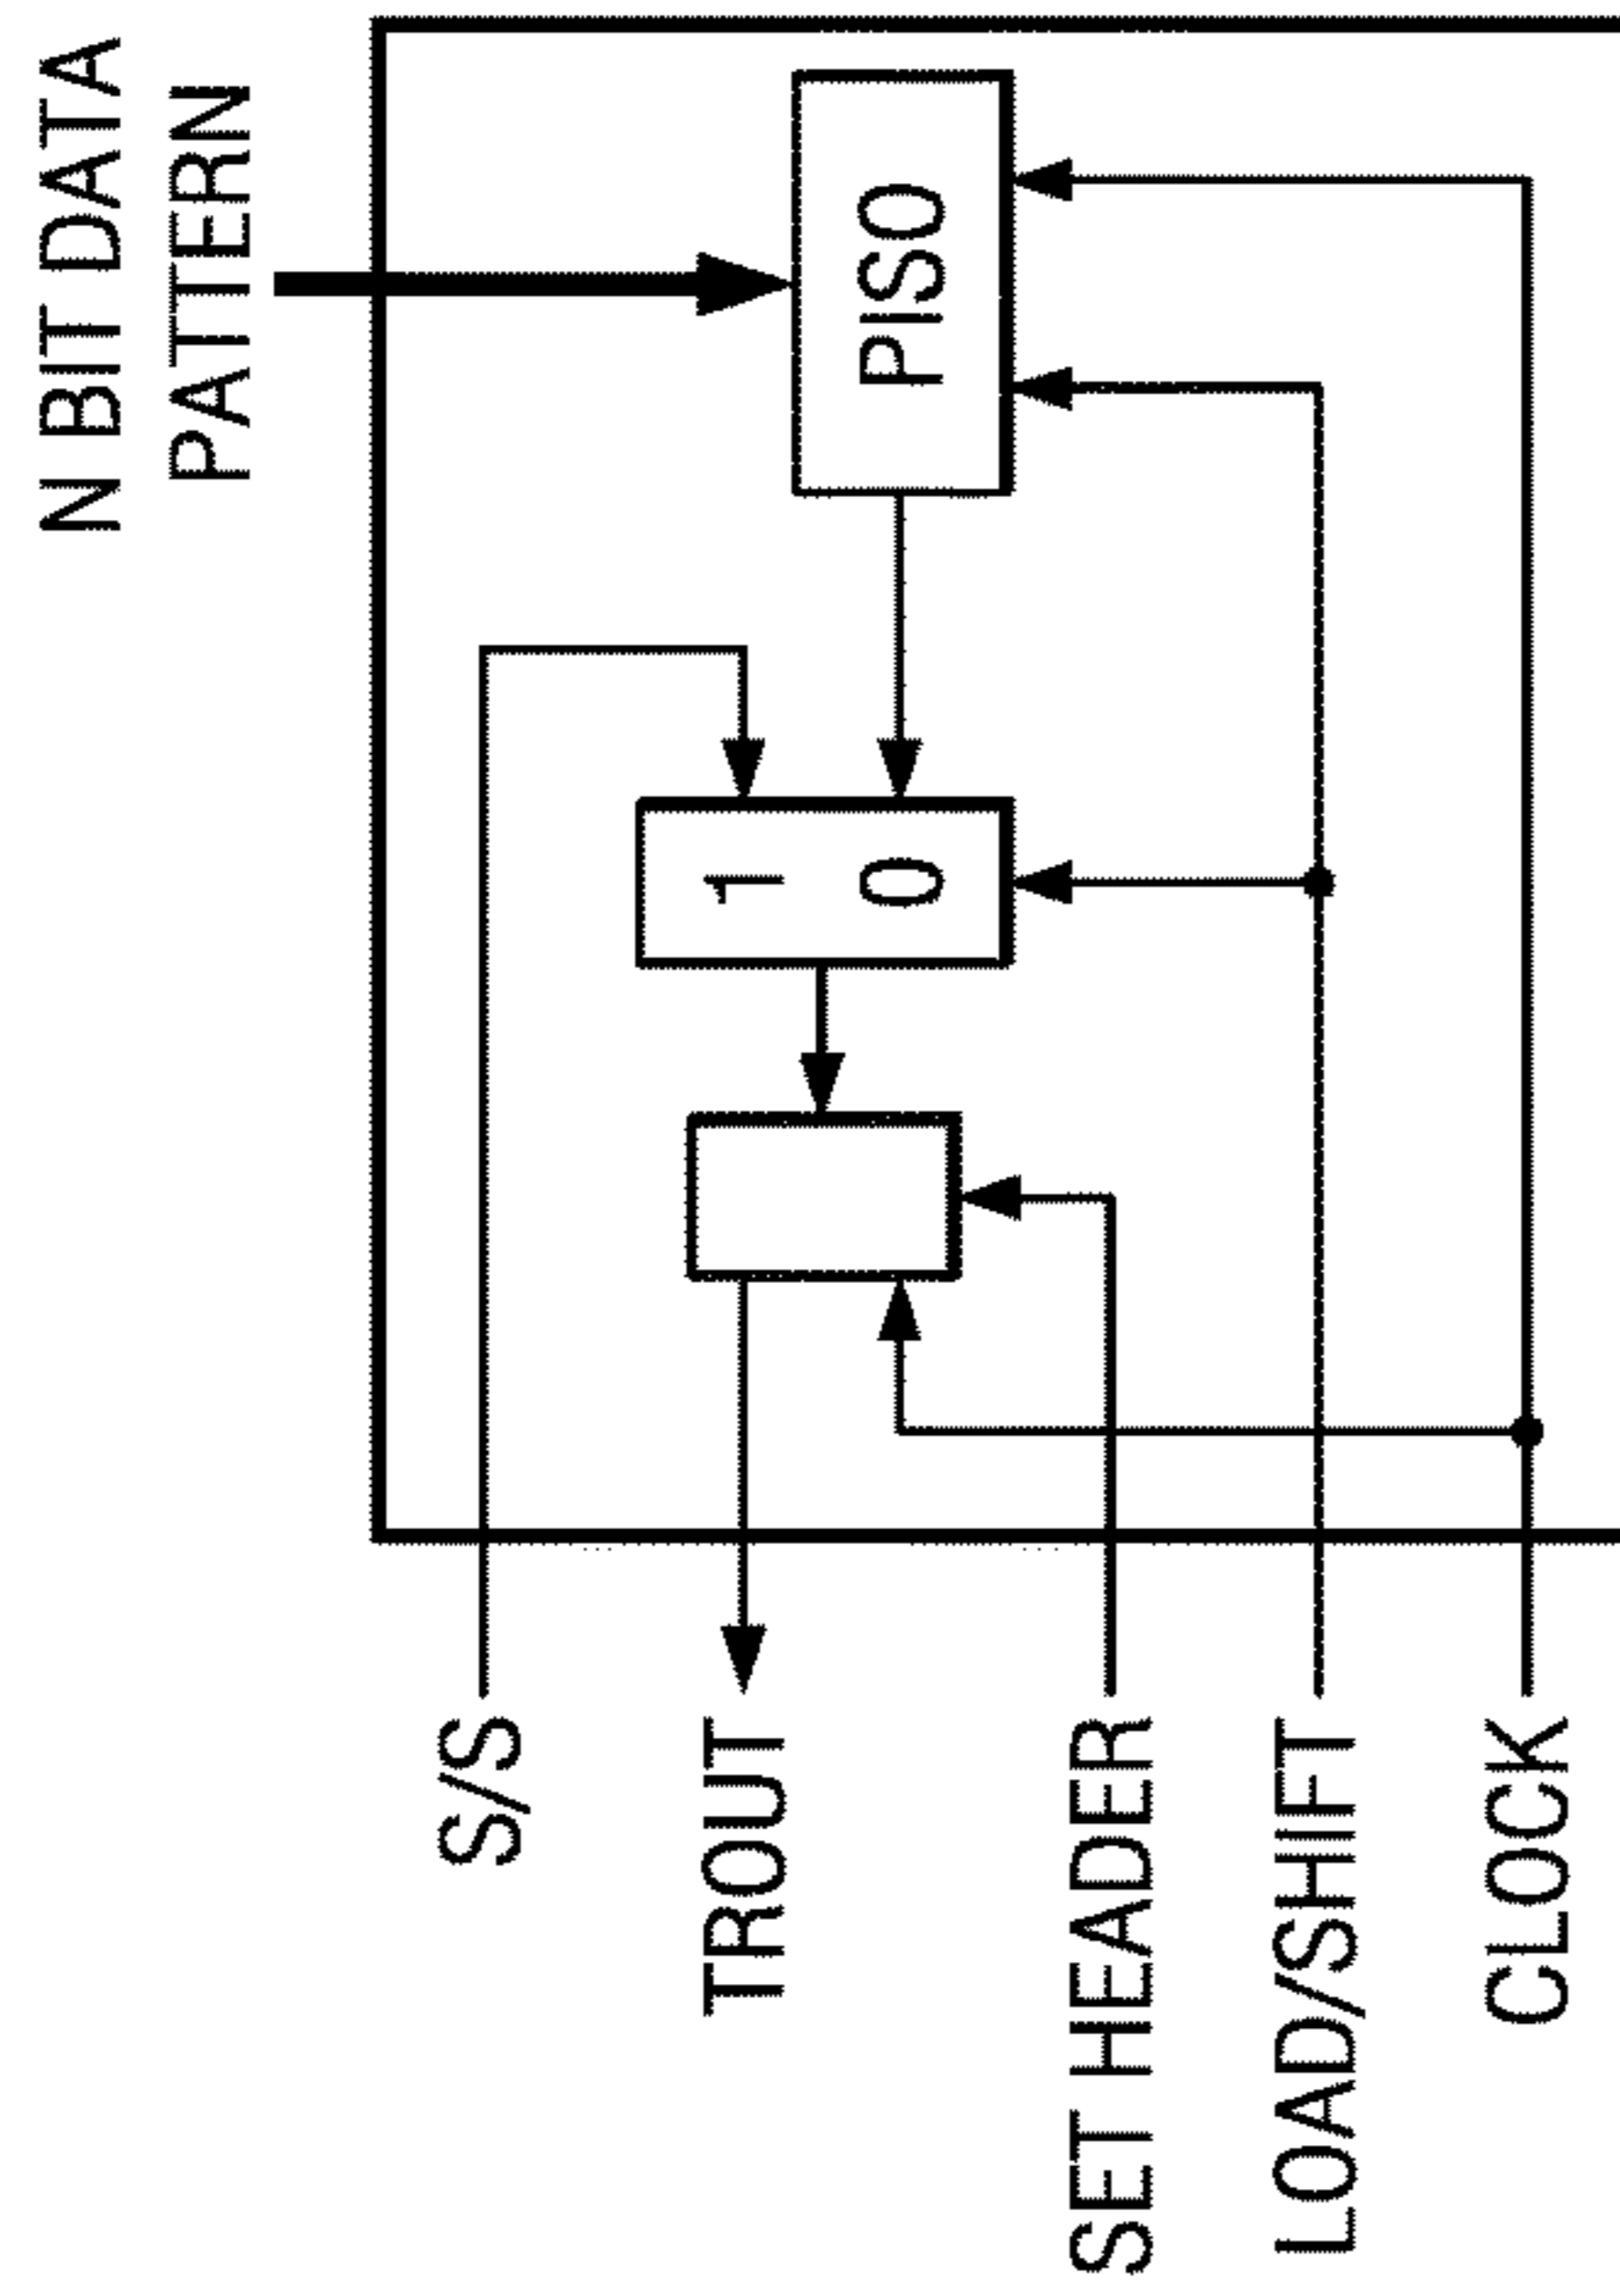 N BIT DATA
PATTERN
PISO
1
0
S/S
TROUT
SET HEADER
LOAD/SHIFT
CLOCK